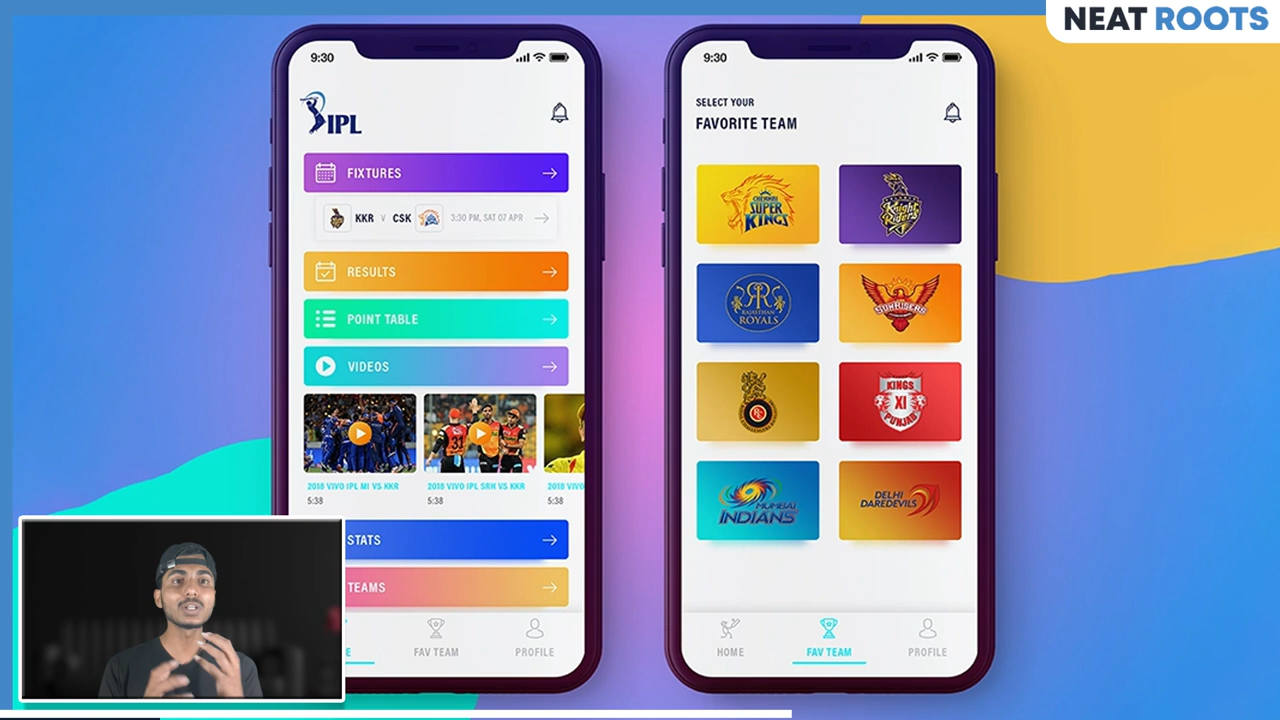 NEAT ROOTS
9:30
IPL
FIXTURES
KKR V CSK 3:30 PM, SAT 07 APR
RESULTS
POINT TABLE
VIDEOS
31
2018 VIVO IPL MI VS KKR
5:38
2018 VIVO IPL SRH VS KKR
5:38
2018 VIVO
5:38
STATS
TEAMS
E
FAV TEAM
PROFILE
9:30
SELECT YOUR
FAVORITE TEAM
CHENNAI
SUPER
KINGS
Knight
Riders
RAJASTHAN
ROYALS
SUNRISERS
KINGS
XI
PUNJAB
MUMBAI
INDIANS
DELHI
DAREDEVILS
HOME
FAV TEAM
PROFILE